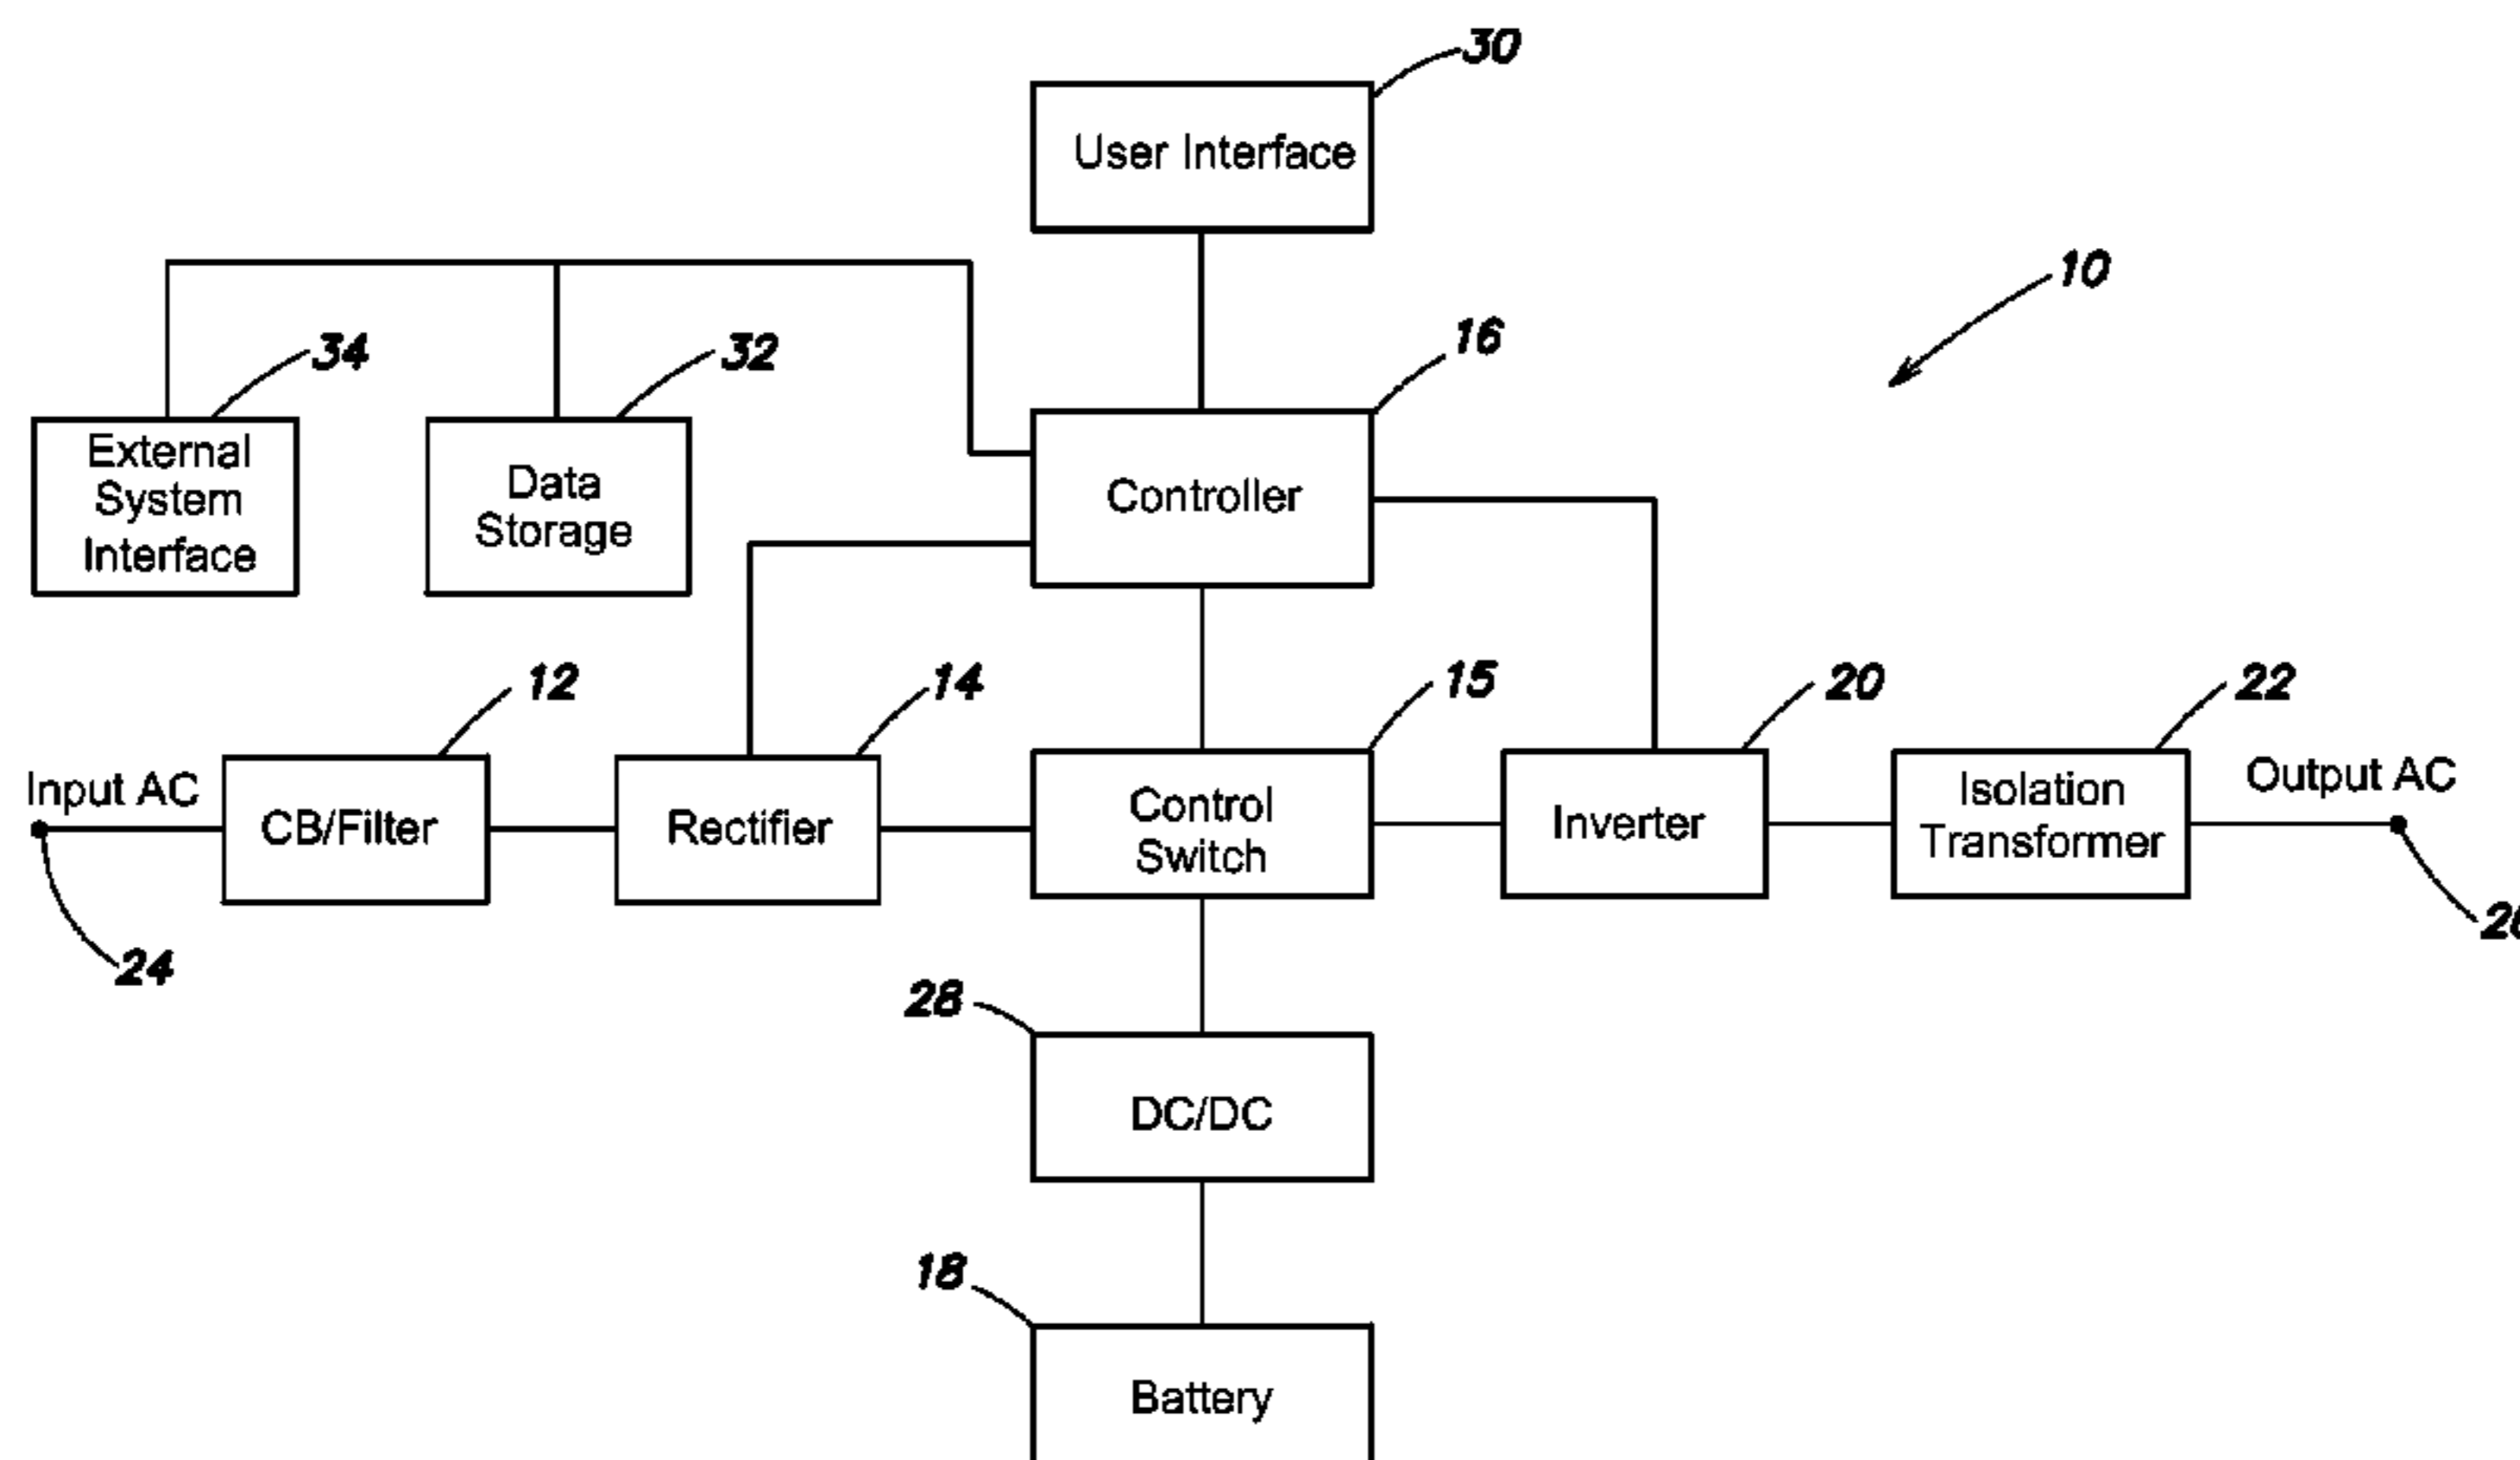 30
User Interface
10
16
34
32
External
System
Interface
Data
Storage
Controller
12
14
15
20
22
Input AC
CB/Filter
Rectifier
Control
Switch
Inverter
Isolation
Transformer
Output AC
24
28
DC/DC
18
Battery